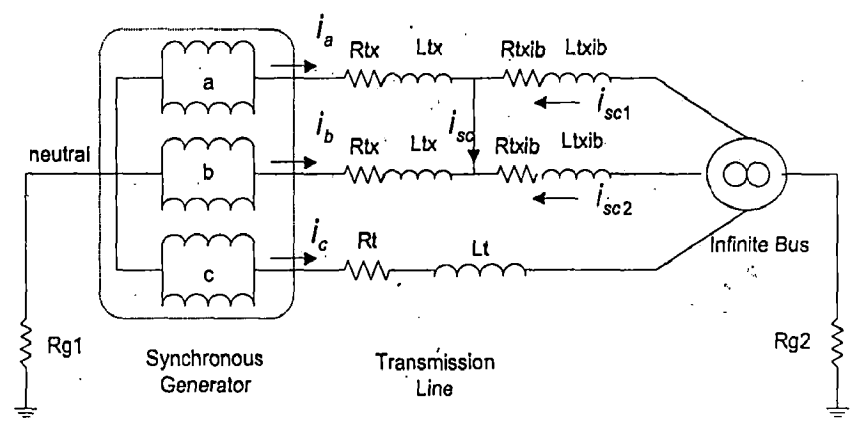 i_a
Rtx
Ltx
Rtxib
Ltxib
a
i_sc1
i_b
i_sc
Rtx
Ltx
Rtxib
Ltxib
neutral
b
i_sc2
i_c
Rt
Lt
Infinite Bus
c
Rg1
Rg2
Synchronous
Generator
Transmission
Line